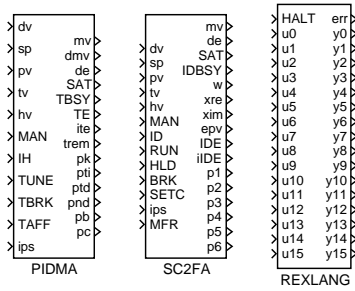 dv
sp
pv
tv
hv
MAN
IH
TUNE
TBRK
TAFF
ips
mv
dmv
de
SAT
TBSY
TE
ite
trem
pk
pti
ptd
pnd
pb
pc
PIDMA
dv
sp
pv
tv
hv
MAN
ID
RUN
HLD
BRK
SETC
ips
MFR
mv
de
SAT
IDBSY
w
xre
xim
epv
IDE
iIDE
p1
p2
p3
p4
p5
p6
SC2FA
HALT
u0
u1
u2
u3
u4
u5
u6
u7
u8
u9
u10
u11
u12
u13
u14
u15
err
y0
y1
y2
y3
y4
y5
y6
y7
y8
y9
y10
y11
y12
y13
y14
y15
REXLANG